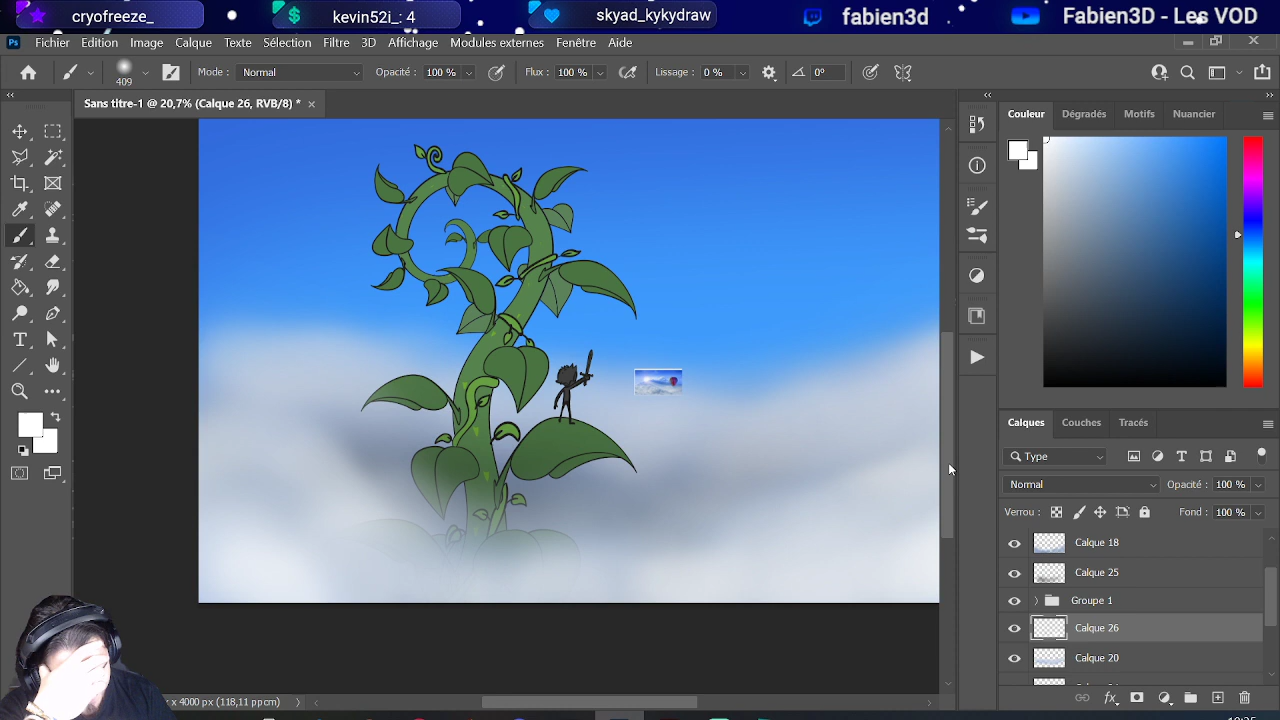 cryofreeze_
kevin52i_: 4
skyad_kykydraw
fabien3d
Fabien3D - Les VOD
Ps Fichier Edition Image Calque Texte Sélection Filtre 3D Affichage Modules externes Fenêtre Aide
409 Mode : Normal Opacité : 100 % Flux : 100 % Lissage : 0 % 0°
Sans titre-1 @ 20,7% (Calque 26, RVB/8) *
Couleur Dégradés Motifs Nuancier
Calques Couches Tracés
Type
Normal Opacité : 100 %
Verrou : Fond : 100 %
Calque 18
Calque 25
Groupe 1
Calque 26
Calque 20
x 4000 px (118,11 ppcm)